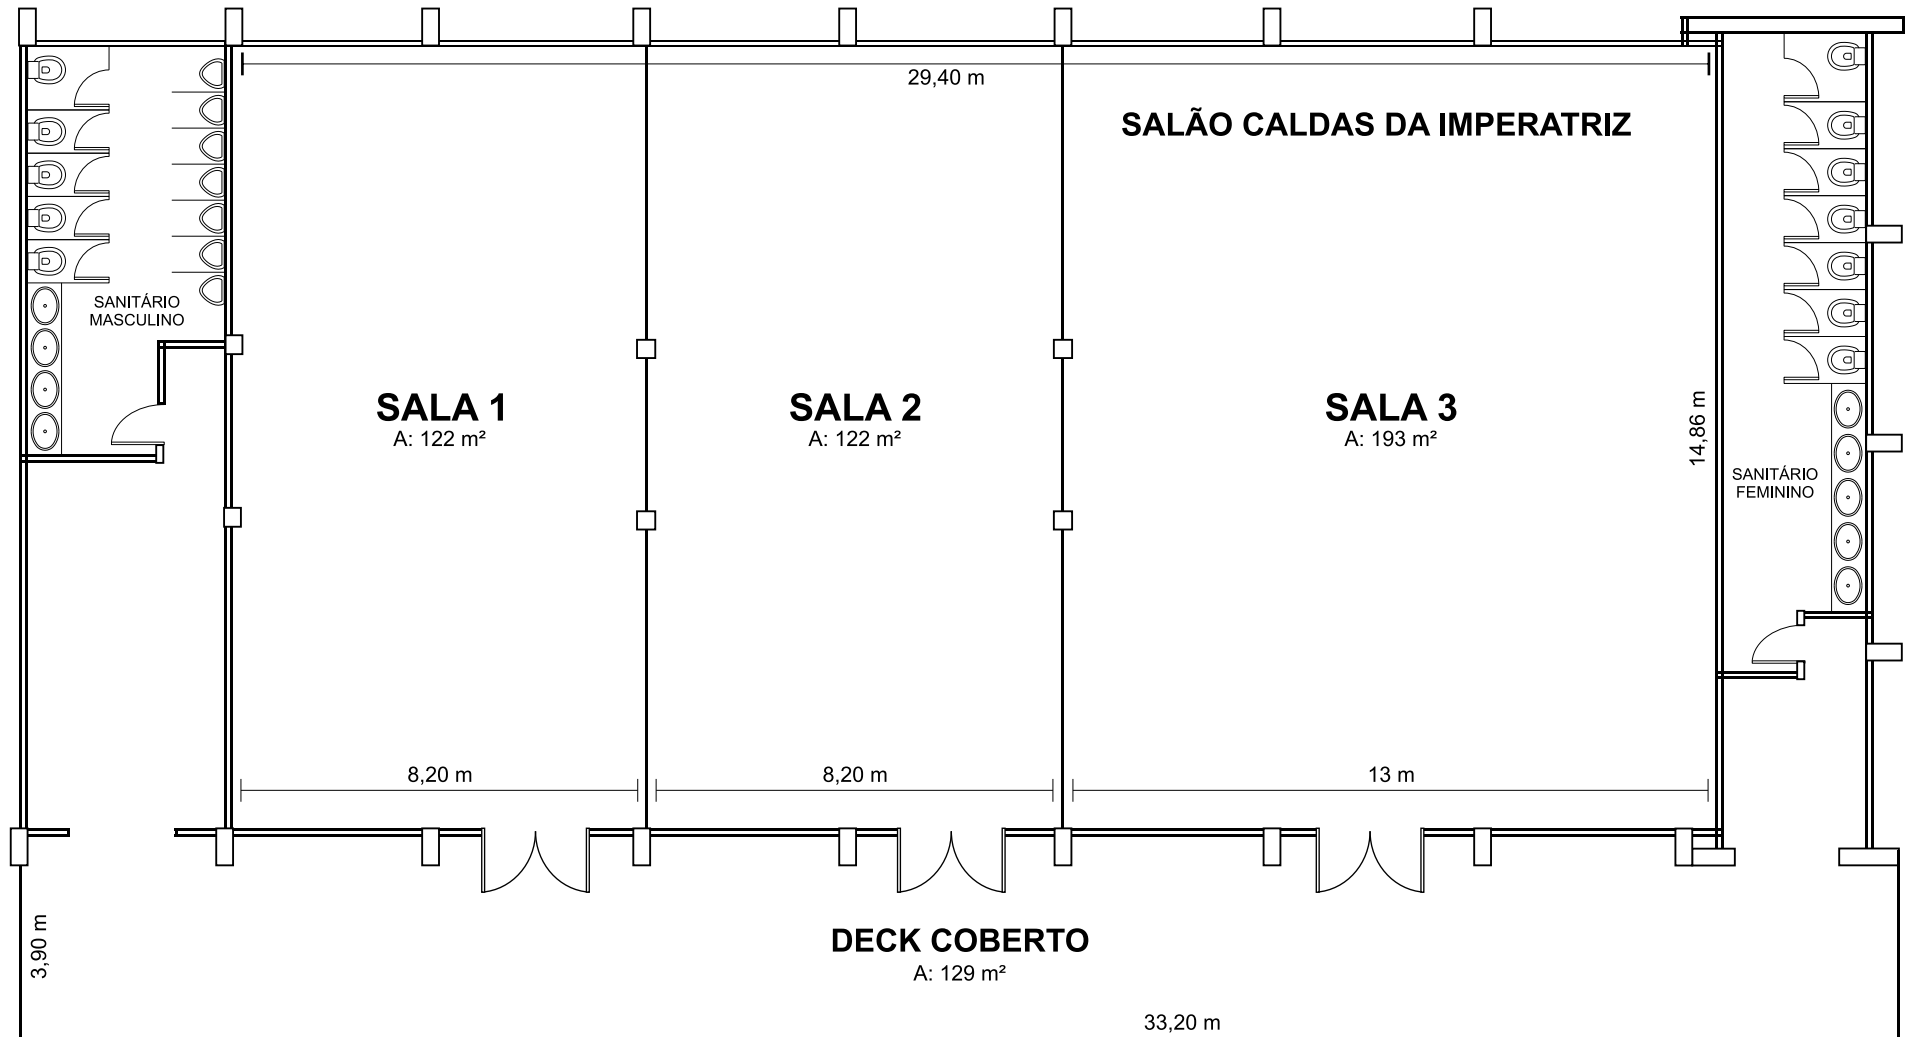 29,40 m
SALÃO CALDAS DA IMPERATRIZ
SANITÁRIO
MASCULINO
SALA 1
A: 122 m²
SALA 2
A: 122 m²
SALA 3
A: 193 m²
14,86 m
SANITÁRIO
FEMININO
8,20 m
8,20 m
13 m
3,90 m
DECK COBERTO
A: 129 m²
33,20 m